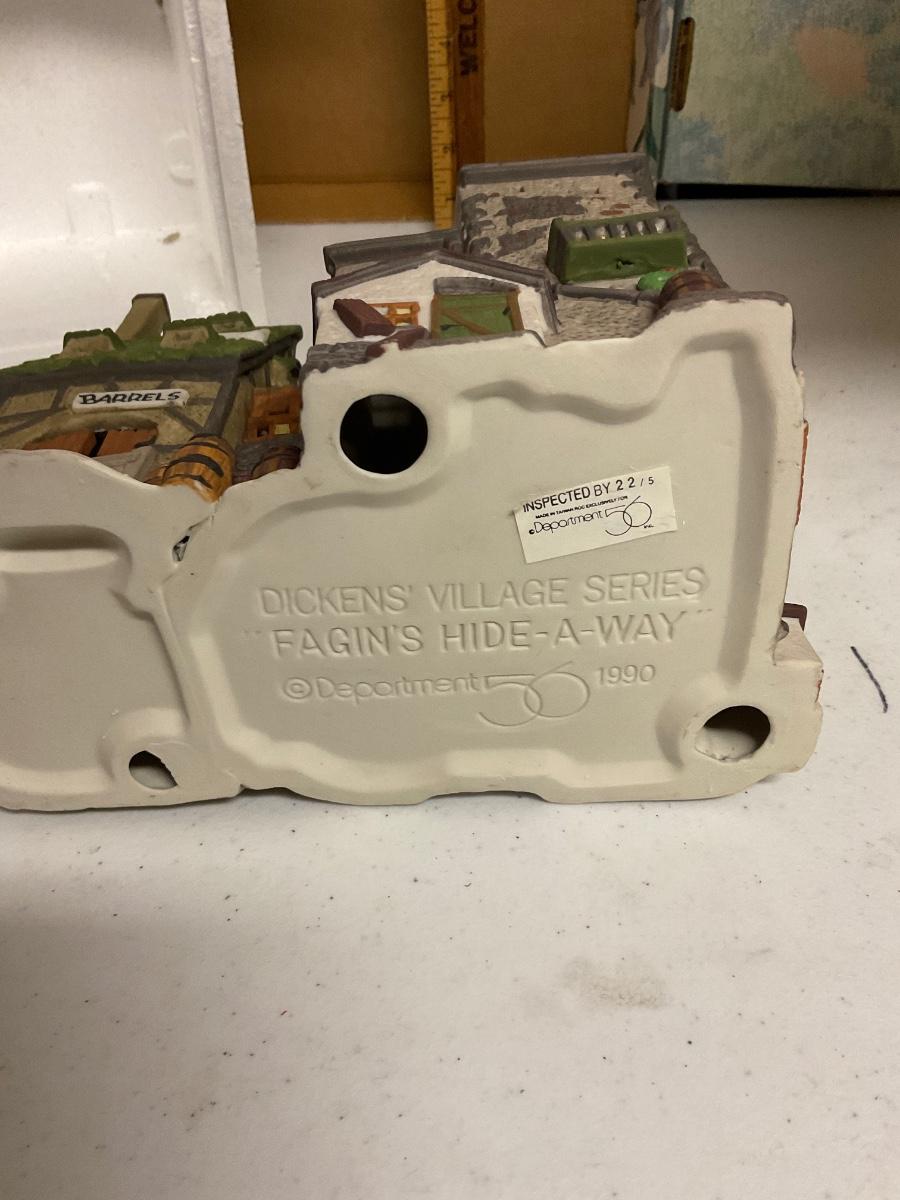 WELC
BARRELS
INSPECTED BY 22/5
MADE IN TAIWAN ROC EXCLUSIVELY FOR
©Department 56 INC.
DICKENS' VILLAGE SERIES
"FAGIN'S HIDE-A-WAY"
©Department 56 1990